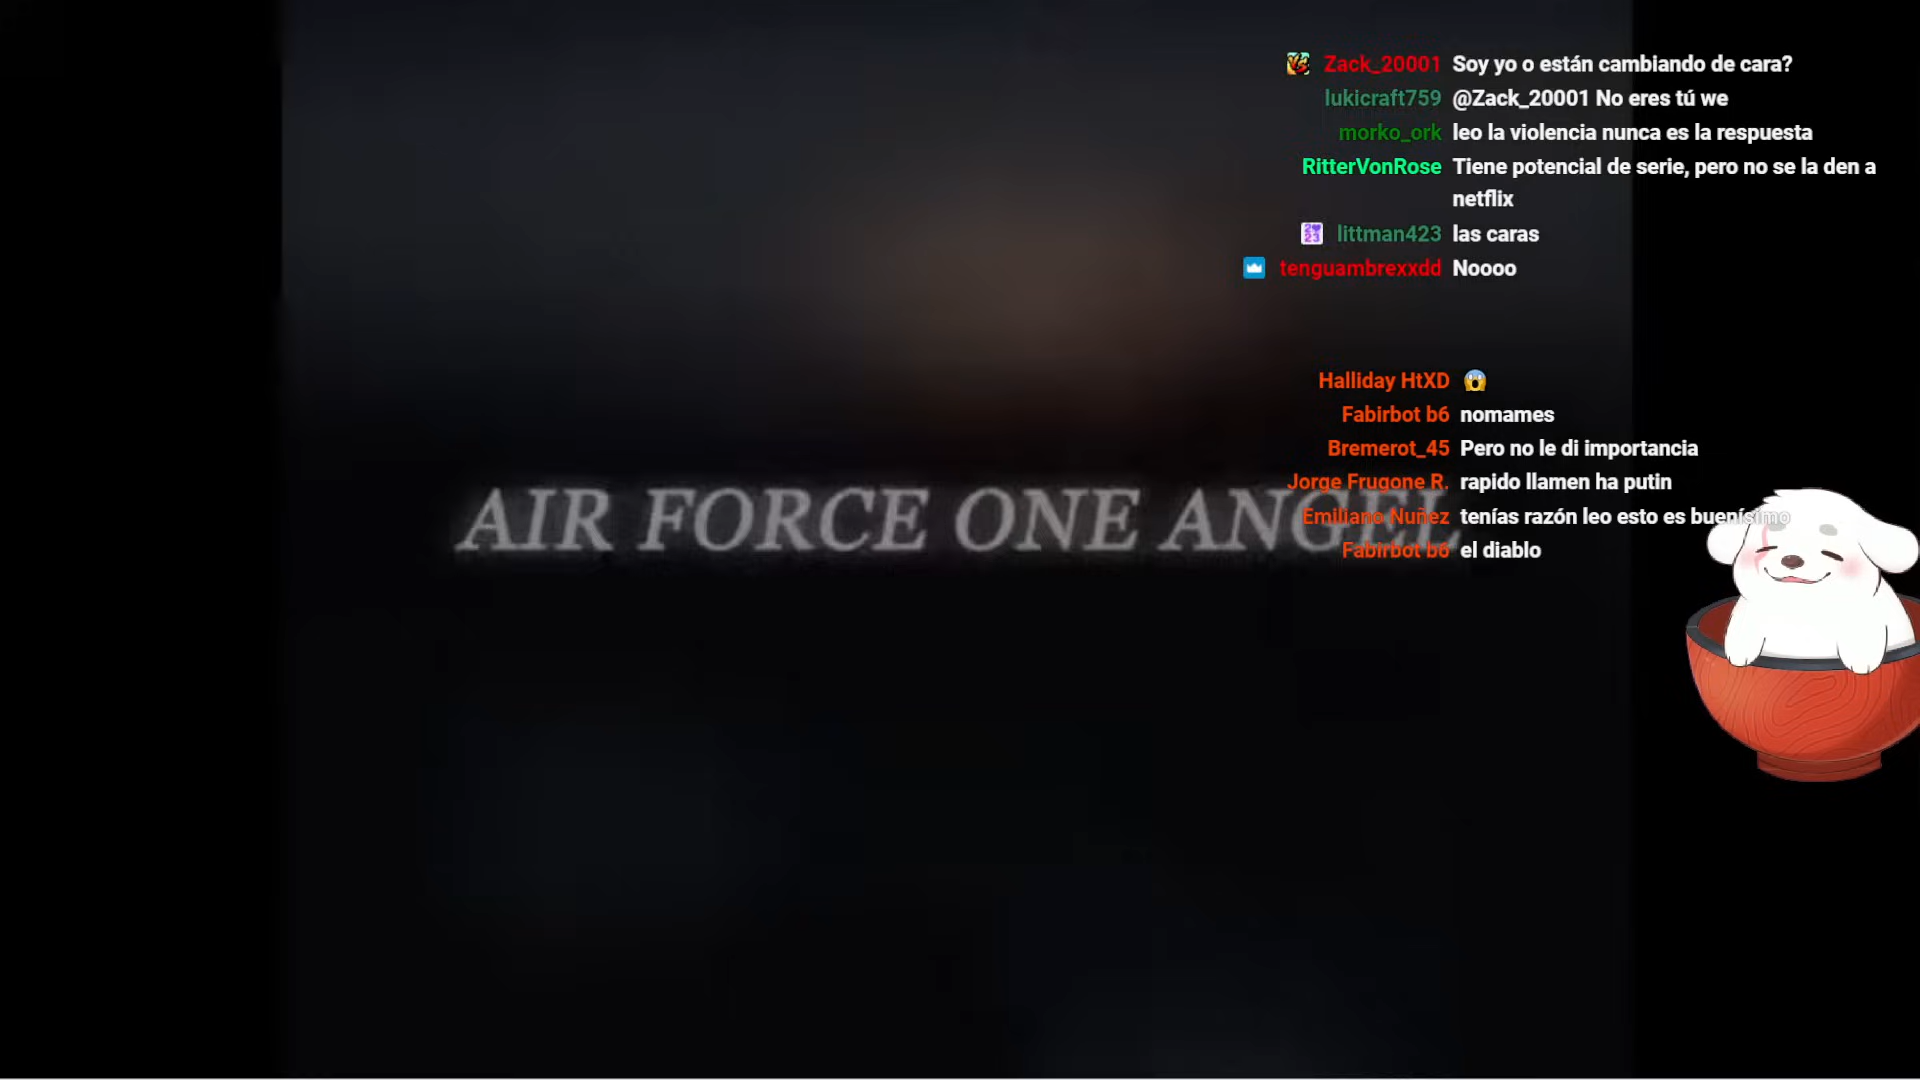 Zack_20001 Soy yo o están cambiando de cara?
lukicraft759 @Zack_20001 No eres tú we
morko_ork leo la violencia nunca es la respuesta
RitterVonRose Tiene potencial de serie, pero no se la den a
netflix
littman423 las caras
tenguambrexxdd Noooo
Halliday HtXD 😱
Fabirbot b6 nomames
Bremerot_45 Pero no le di importancia
Jorge Frugone R. rapido llamen ha putin
AIR FORCE ONE ANGEL
Emiliano Nuñez tenías razón leo esto es buenísimo
Fabirbot b6 el diablo